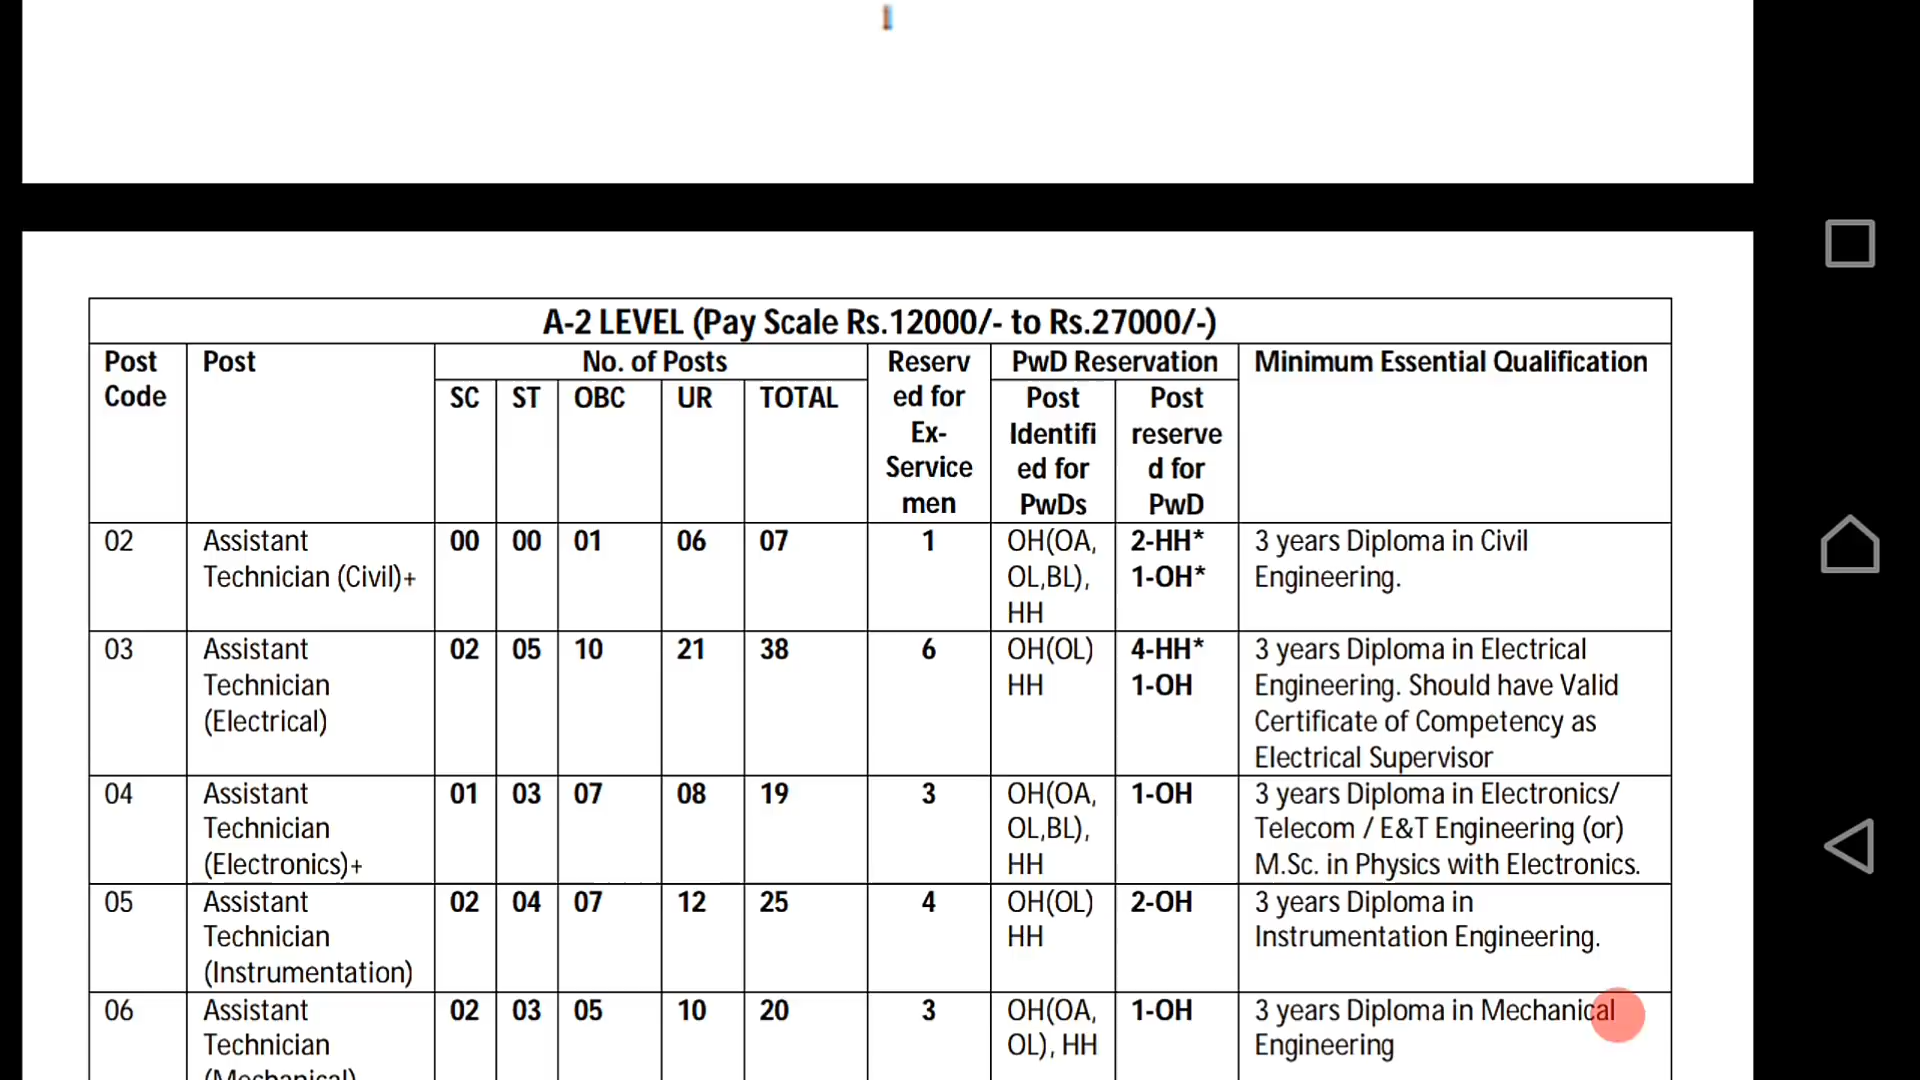 A-2 LEVEL (Pay Scale Rs.12000/- to Rs.27000/-)
Post Code
Post
No. of Posts
Reserv
ed for
Ex-
Service
men
PwD Reservation
Minimum Essential Qualification
SC
ST
OBC
UR
TOTAL
Post
Identifi
ed for
PwDs
Post
reserve
d for
PwD
02
Assistant
Technician (Civil)+
00
00
01
06
07
1
OH(OA,
OL,BL),
HH
2-HH*
1-OH*
3 years Diploma in Civil
Engineering.
03
Assistant
Technician
(Electrical)
02
05
10
21
38
6
OH(OL)
HH
4-HH*
1-OH
3 years Diploma in Electrical
Engineering. Should have Valid
Certificate of Competency as
Electrical Supervisor
04
Assistant
Technician
(Electronics)+
01
03
07
08
19
3
OH(OA,
OL,BL),
HH
1-OH
3 years Diploma in Electronics/
Telecom / E&T Engineering (or)
M.Sc. in Physics with Electronics.
05
Assistant
Technician
(Instrumentation)
02
04
07
12
25
4
OH(OL)
HH
2-OH
3 years Diploma in
Instrumentation Engineering.
06
Assistant
Technician
(Mechanical)
02
03
05
10
20
3
OH(OA,
OL), HH
1-OH
3 years Diploma in Mechanical
Engineering